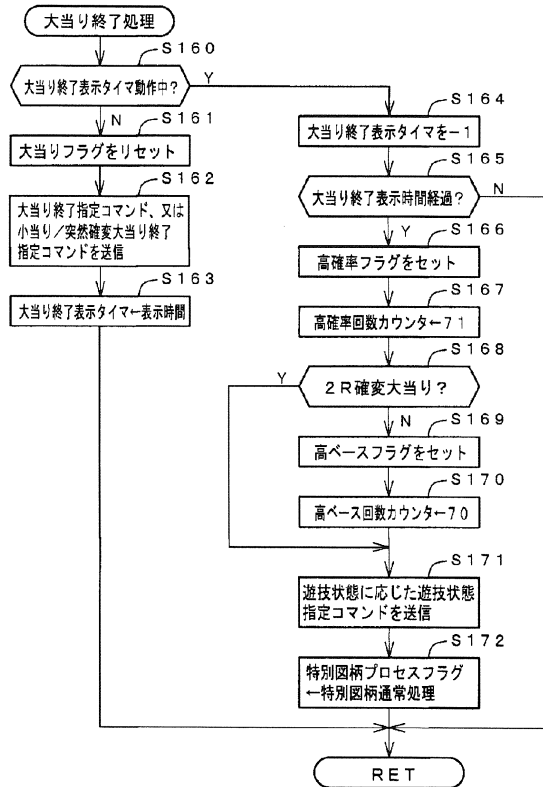 大当り終了処理
S160
大当り終了表示タイマ動作中?
Y
N
S161
大当りフラグをリセット
S162
大当り終了指定コマンド、又は
小当り/突然確変大当り終了
指定コマンドを送信
S163
大当り終了表示タイマ←表示時間
S164
大当り終了表示タイマを-1
S165
大当り終了表示時間経過?
N
Y
S166
高確率フラグをセット
S167
高確率回数カウンタ←71
S168
Y
2R確変大当り?
N
S169
高ベースフラグをセット
S170
高ベース回数カウンタ←70
S171
遊技状態に応じた遊技状態
指定コマンドを送信
S172
特別図柄プロセスフラグ
←特別図柄通常処理
RET